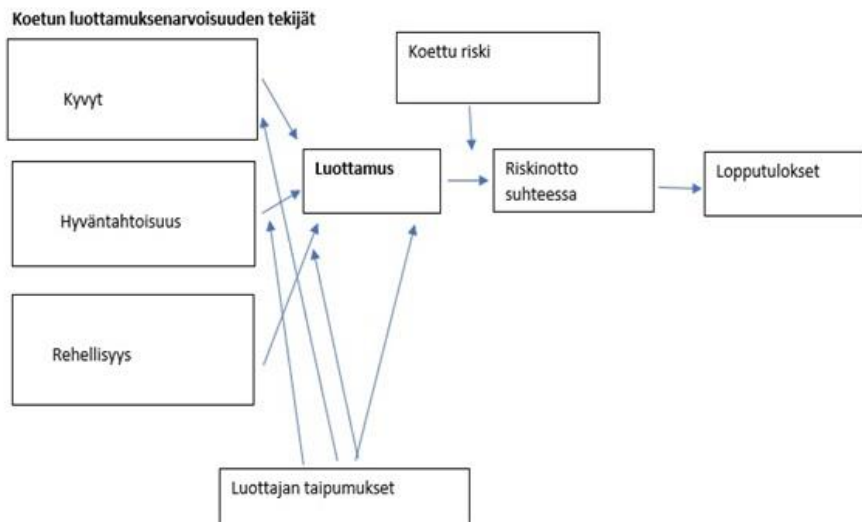 Koetun luottamuksenarvoisuuden tekijät
Kyvyt
Hyväntahtoisuus
Rehellisyys
Luottamus
Koettu riski
Riskinotto
suhteessa
Lopputulokset
Luottajan taipumukset